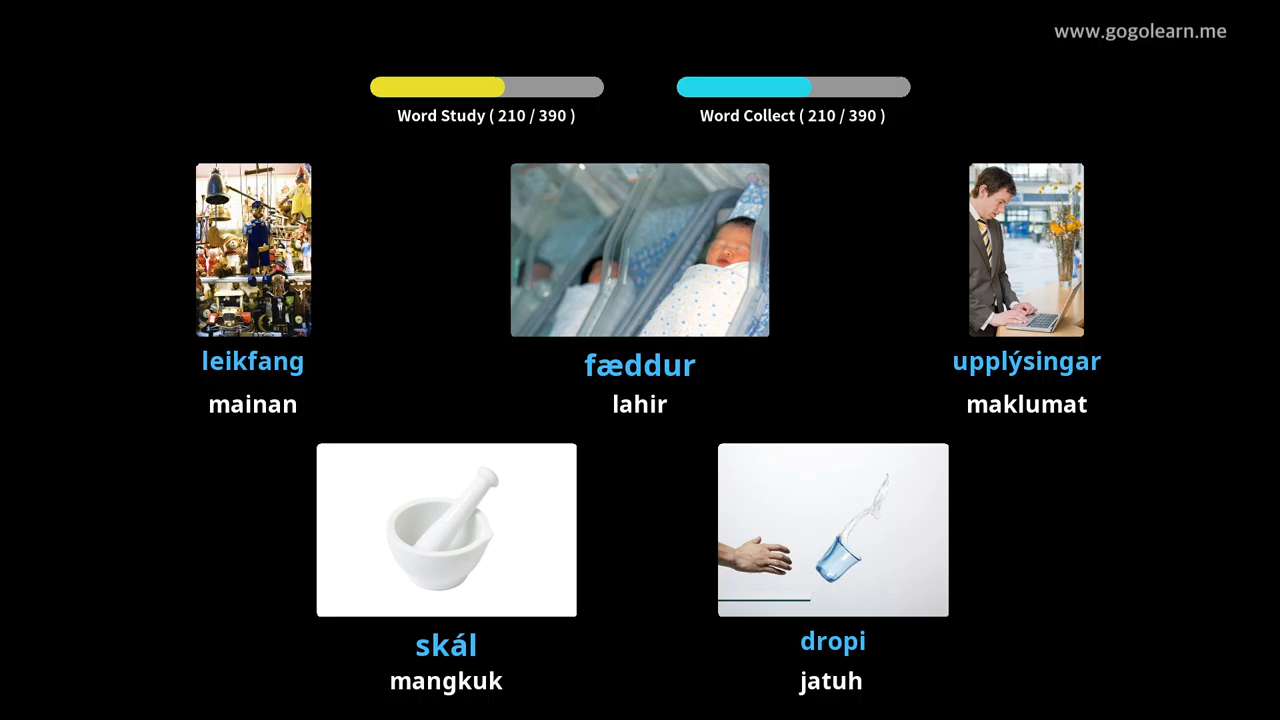 www.gogolearn.me
Word Study ( 210 / 390 )
Word Collect ( 210 / 390 )
leikfang
mainan
fæddur
lahir
upplýsingar
maklumat
skál
mangkuk
dropi
jatuh